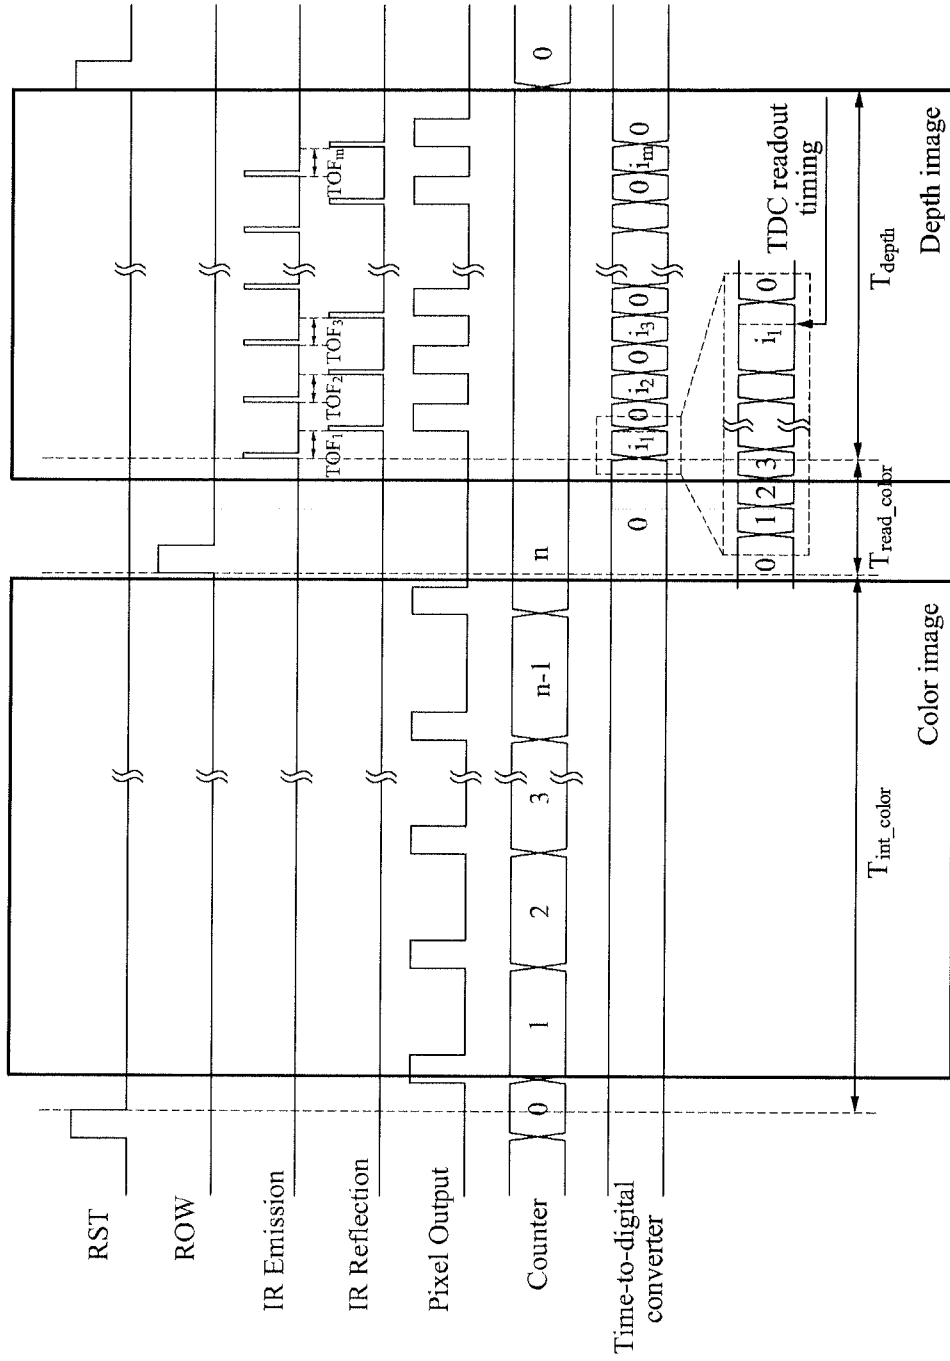 RST
ROW
IR Emission
TOF₁
TOF₂
TOF₃
TOFₘ
IR Reflection
Pixel Output
Counter
0
1
2
3
n-1
n
0
Time-to-digital
converter
0
i₁
0
i₂
0
i₃
0
0
iₘ
0
0
1
2
3
i₁
0
TDC readout
timing
T_int_color
T_read_color
T_depth
Color image
Depth image